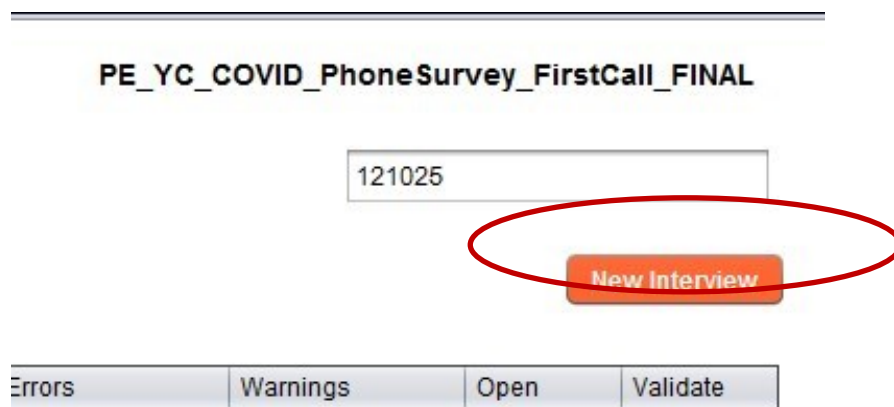 PE_YC_COVID_PhoneSurvey_FirstCall_FINAL
121025
New Interview
Errors Warnings Open Validate